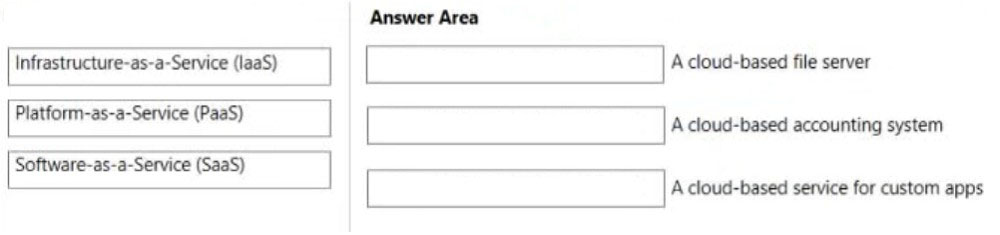 Answer Area
Infrastructure-as-a-Service (IaaS)
Platform-as-a-Service (PaaS)
Software-as-a-Service (SaaS)
A cloud-based file server
A cloud-based accounting system
A cloud-based service for custom apps